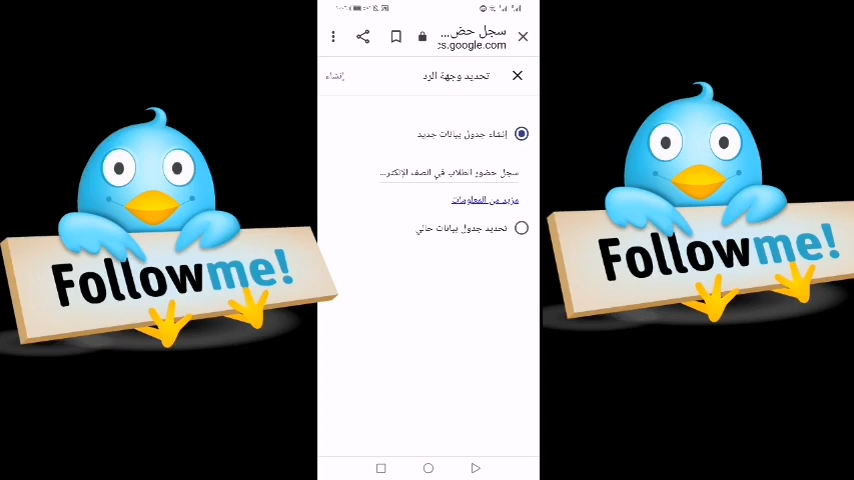 سجل حض...
cs.google.com
تحديد وجهة الرد
إنشاء
إنشاء جدول بيانات جديد
سجل حضور الطلاب في الصف الإلكتر...
مزيد من المعلومات
تحديد جدول بيانات حالي
Followme!
Followme!